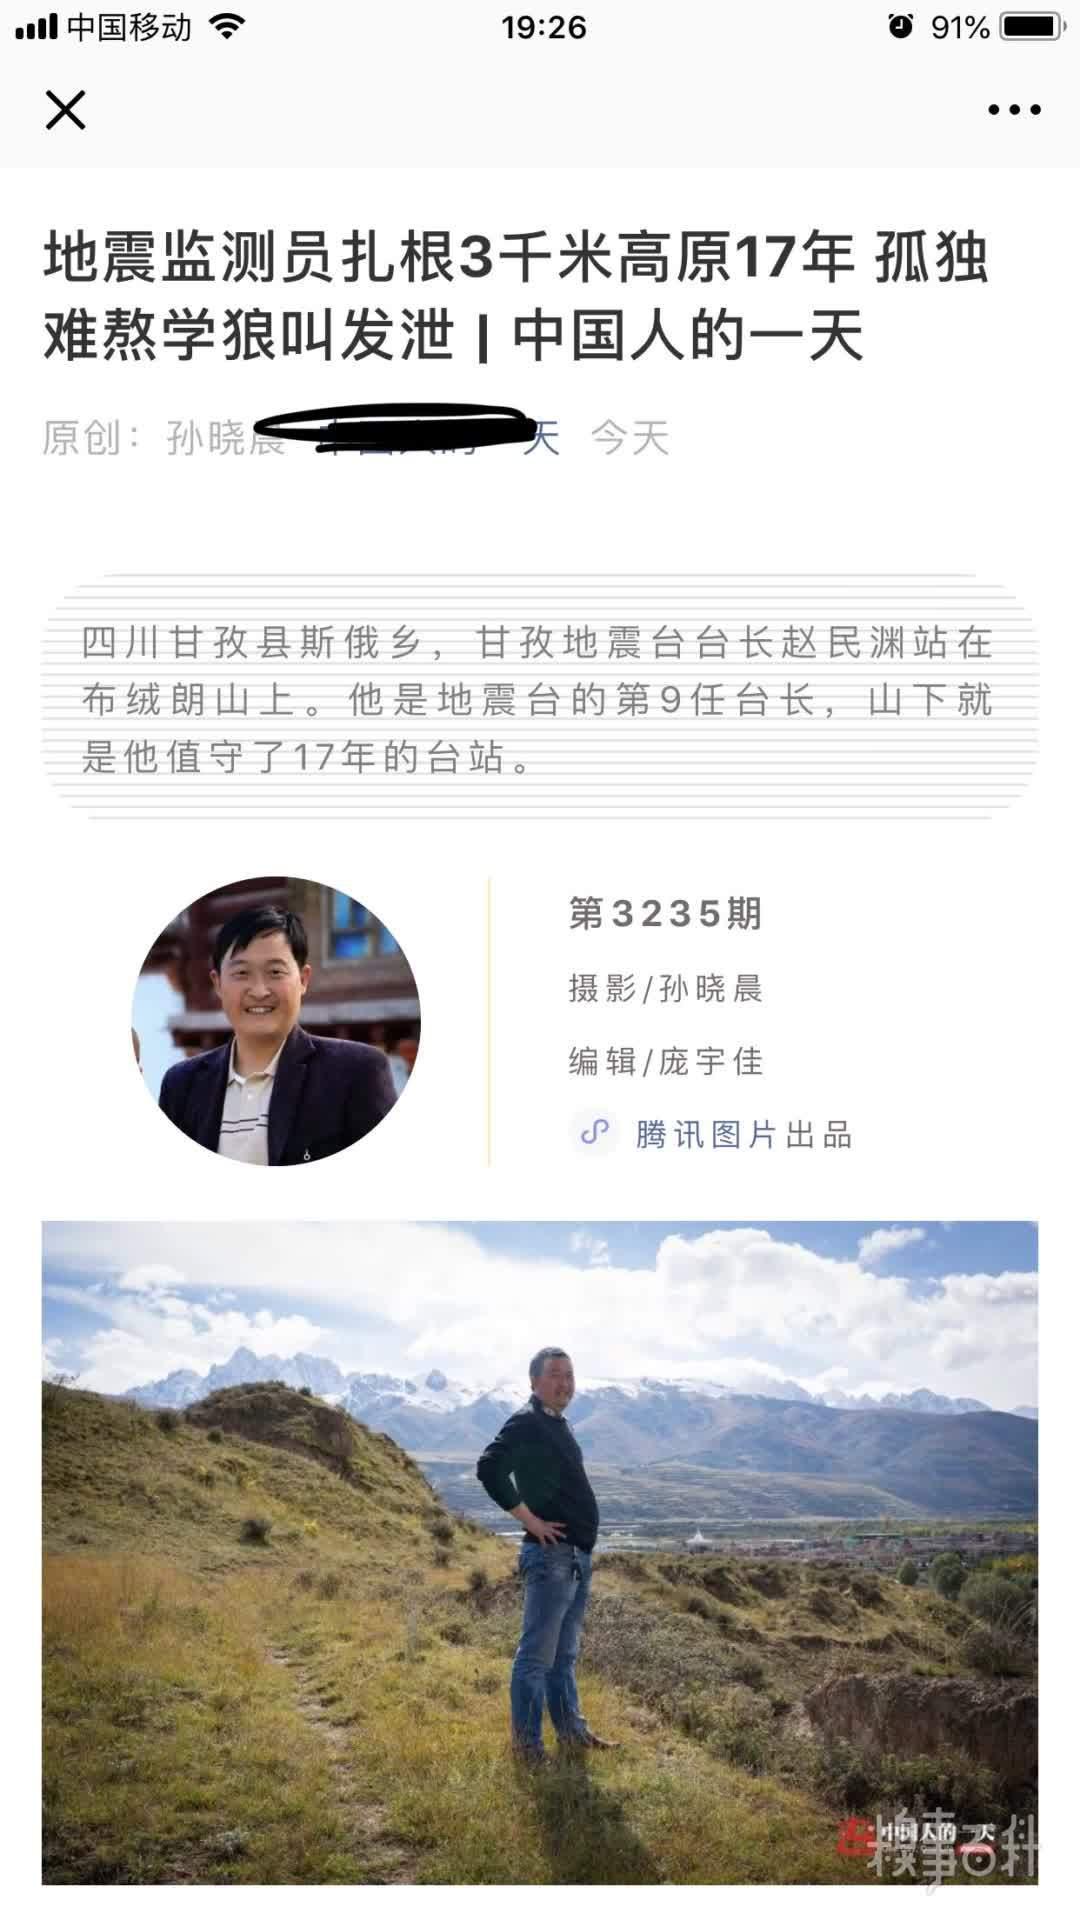 中国移动
19:26
91%
地震监测员扎根3千米高原17年 孤独
难熬学狼叫发泄 | 中国人的一天
原创： 孙晓晨 天 今天
四川甘孜县斯俄乡，甘孜地震台台长赵民渊站在
布绒朗山上。他是地震台的第9任台长，山下就
是他值守了17年的台站。
第3235期
摄影/孙晓晨
编辑/庞宇佳
腾讯图片出品
中国人的一天
糗事百科